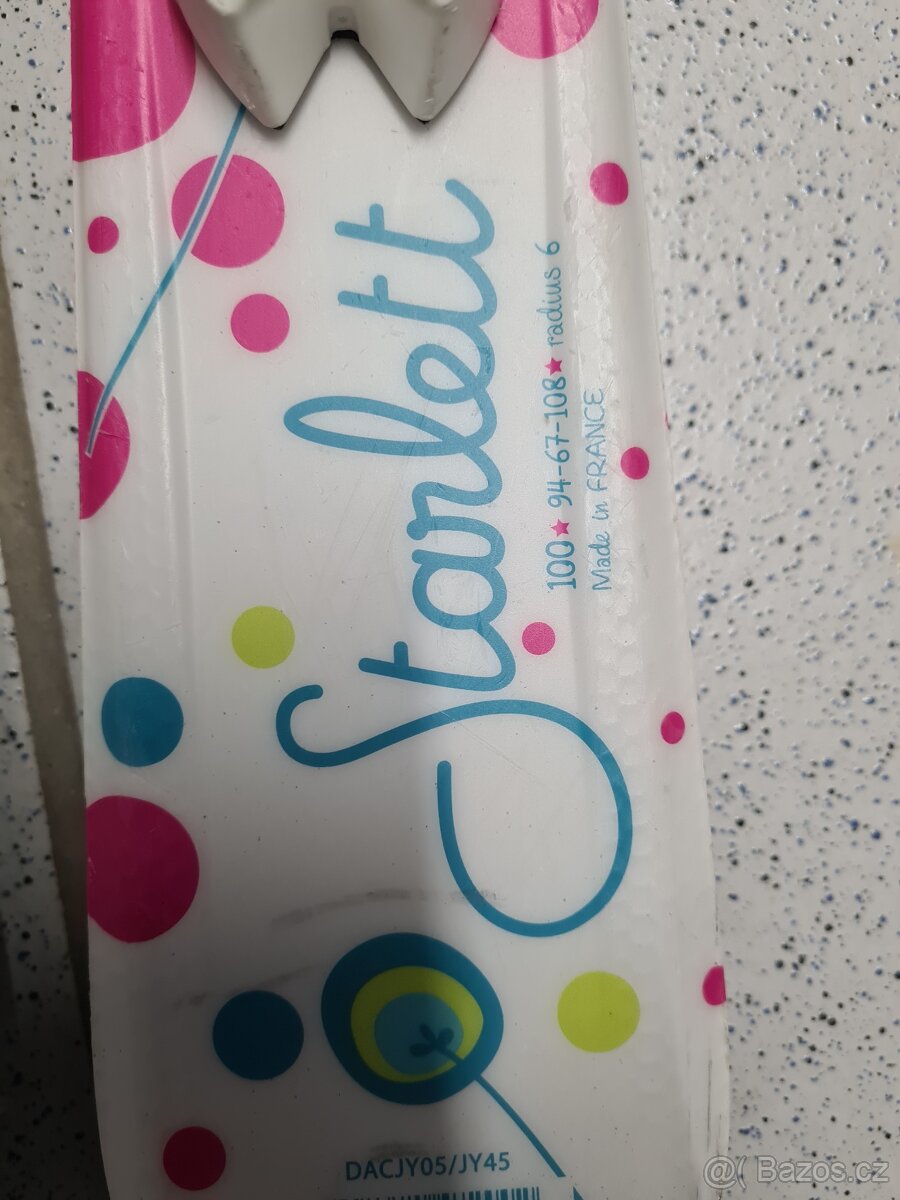 Starlett
100★ 94-67-108★ radius 6
Made in FRANCE
DACJY05/JY45
@( Bazos.cz